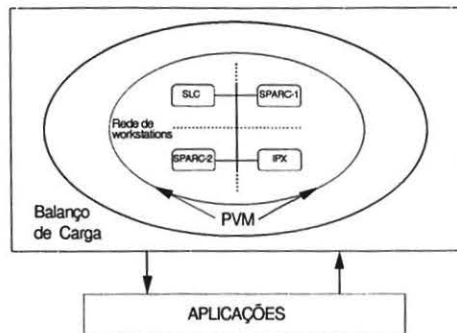 SLC
SPARC-1
Rede de
workstations
SPARC-2
IPX
PVM
Balanço
de Carga
APLICAÇÕES